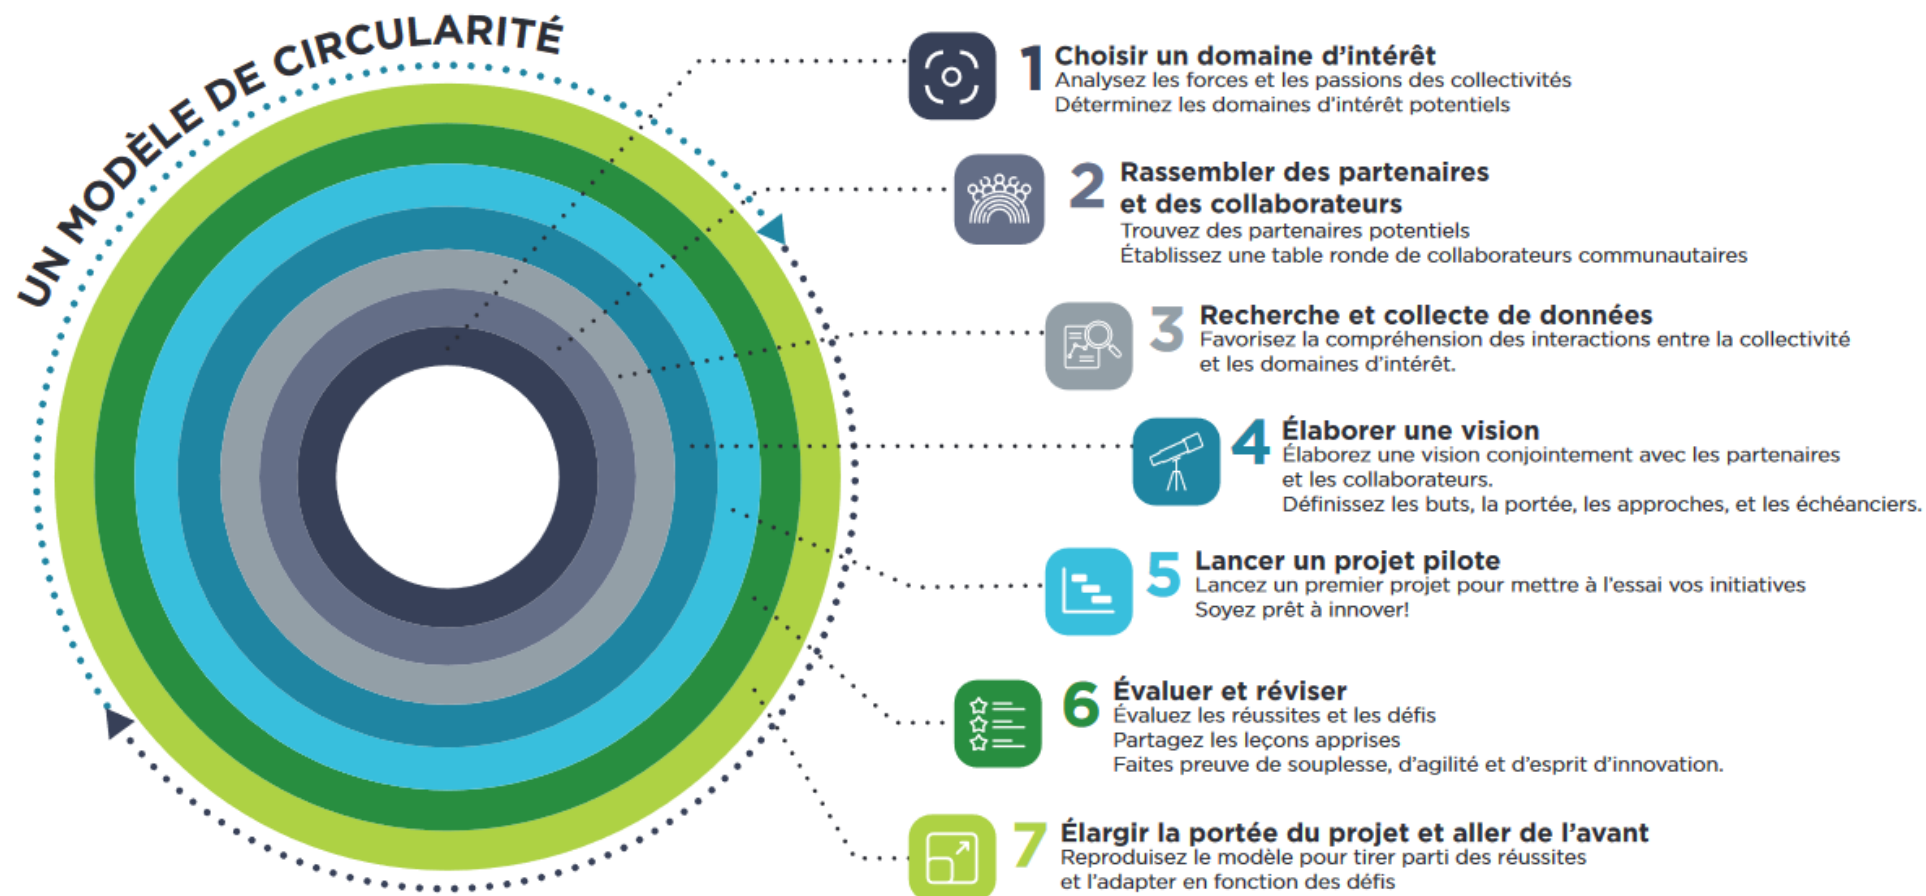 UN MODÈLE DE CIRCULARITÉ
1 Choisir un domaine d'intérêt
Analysez les forces et les passions des collectivités
Déterminez les domaines d'intérêt potentiels
2 Rassembler des partenaires
et des collaborateurs
Trouvez des partenaires potentiels
Établissez une table ronde de collaborateurs communautaires
3 Recherche et collecte de données
Favorisez la compréhension des interactions entre la collectivité
et les domaines d'intérêt.
4 Élaborer une vision
Élaborez une vision conjointement avec les partenaires
et les collaborateurs.
Définissez les buts, la portée, les approches, et les échéanciers.
5 Lancer un projet pilote
Lancez un premier projet pour mettre à l'essai vos initiatives
Soyez prêt à innover!
6 Évaluer et réviser
Évaluez les réussites et les défis
Partagez les leçons apprises
Faites preuve de souplesse, d'agilité et d'esprit d'innovation.
7 Élargir la portée du projet et aller de l'avant
Reproduisez le modèle pour tirer parti des réussites
et l'adapter en fonction des défis